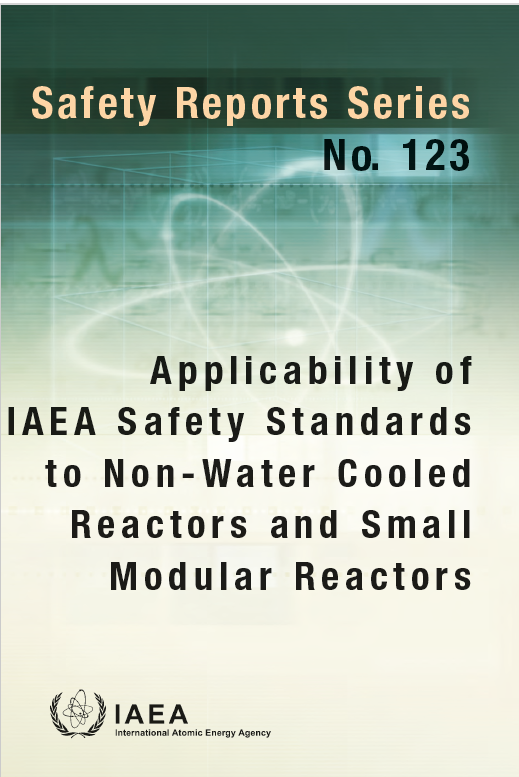 Safety Reports Series
No. 123
Applicability of
IAEA Safety Standards
to Non-Water Cooled
Reactors and Small
Modular Reactors
IAEA
International Atomic Energy Agency